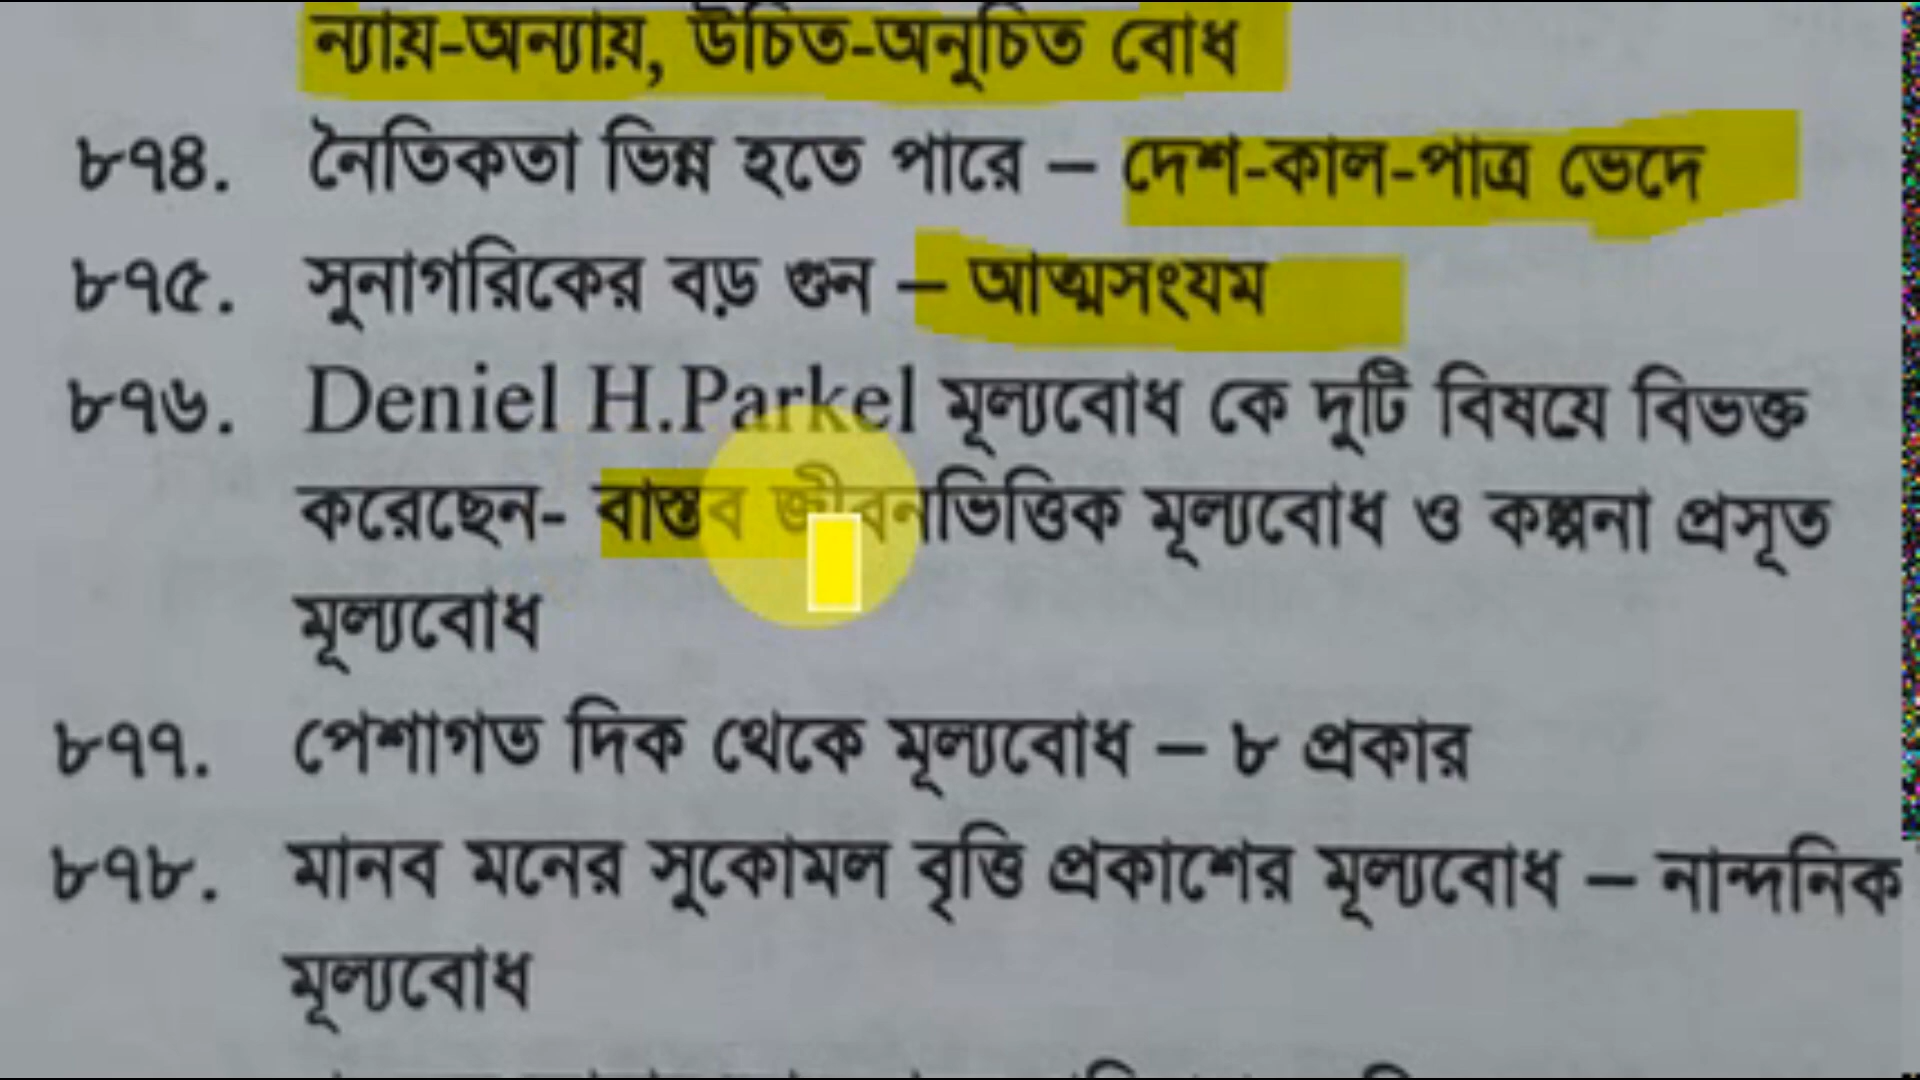 ন্যায়-অন্যায়, উচিত-অনুচিত বোধ
৮৭৪. নৈতিকতা ভিন্ন হতে পারে – দেশ-কাল-পাত্র ভেদে
৮৭৫. সুনাগরিকের বড় গুন – আত্মসংযম
৮৭৬. Deniel H.Parkel মূল্যবোধ কে দুটি বিষয়ে বিভক্ত
করেছেন- বাস্তব জীবনভিত্তিক মূল্যবোধ ও কল্পনা প্রসূত
মূল্যবোধ
৮৭৭. পেশাগত দিক থেকে মূল্যবোধ – ৮ প্রকার
৮৭৮. মানব মনের সুকোমল বৃত্তি প্রকাশের মূল্যবোধ – নান্দনিক
মূল্যবোধ